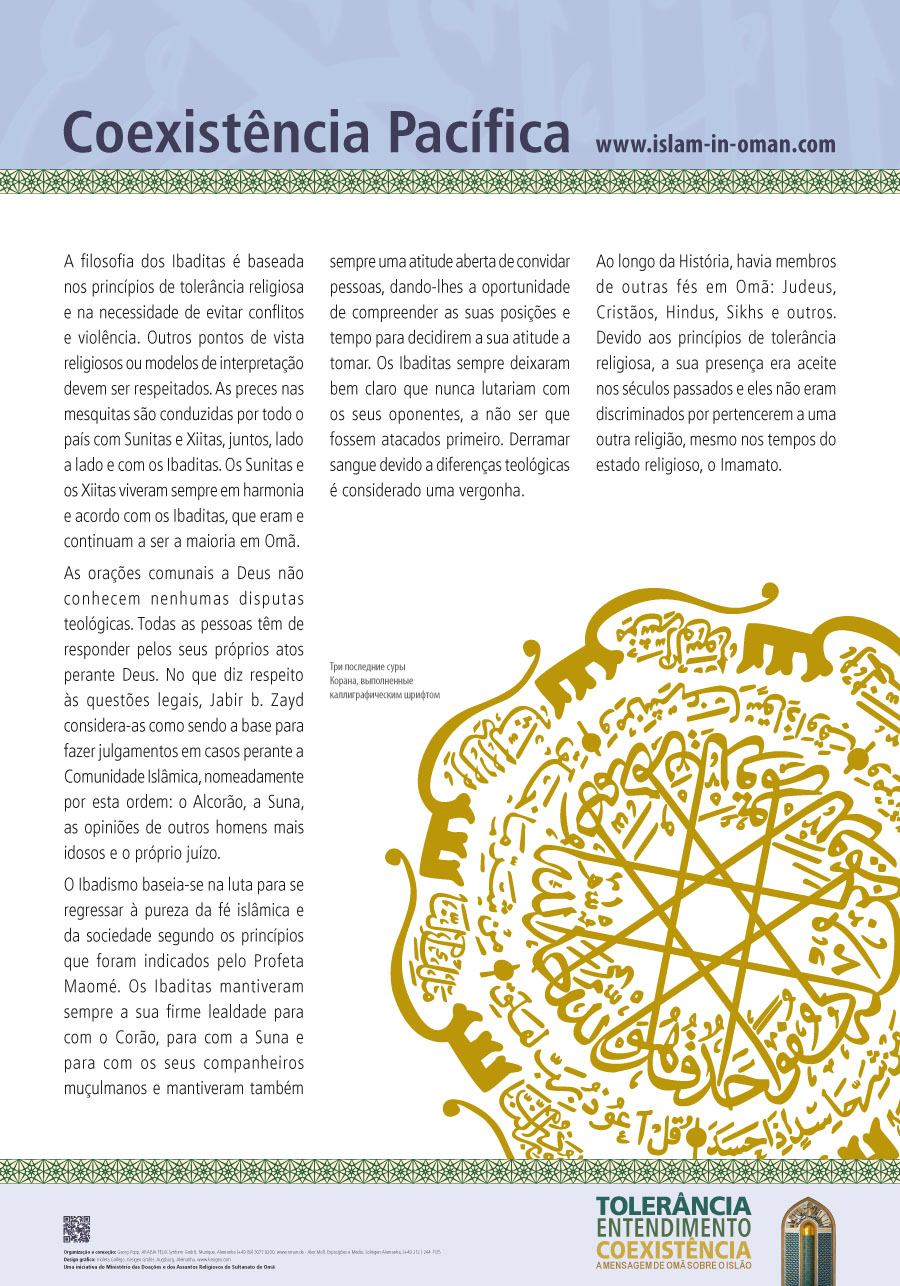 Coexistência Pacífica
www.islam-in-oman.com
A filosofia dos Ibaditas é baseada
nos princípios de tolerância religiosa
e na necessidade de evitar conflitos
e violência. Outros pontos de vista
religiosos ou modelos de interpretação
devem ser respeitados. As preces nas
mesquitas são conduzidas por todo o
país com Sunitas e Xiitas, juntos, lado
a lado e com os Ibaditas. Os Sunitas e
os Xiitas viveram sempre em harmonia
e acordo com os Ibaditas, que eram e
continuam a ser a maioria em Omã.
As orações comunais a Deus não
conhecem nenhumas disputas
teológicas. Todas as pessoas têm de
responder pelos seus próprios atos
perante Deus. No que diz respeito
às questões legais, Jabir b. Zayd
considera-as como sendo a base para
fazer julgamentos em casos perante a
Comunidade Islâmica, nomeadamente
por esta ordem: o Alcorão, a Suna,
as opiniões de outros homens mais
idosos e o próprio juízo.
O Ibadismo baseia-se na luta para se
regressar à pureza da fé islâmica e
da sociedade segundo os princípios
que foram indicados pelo Profeta
Maomé. Os Ibaditas mantiveram
sempre a sua firme lealdade para
com o Corão, para com a Suna e
para com os seus companheiros
muçulmanos e mantiveram também
sempre uma atitude aberta de convidar
pessoas, dando-lhes a oportunidade
de compreender as suas posições e
tempo para decidirem a sua atitude a
tomar. Os Ibaditas sempre deixaram
bem claro que nunca lutariam com
os seus oponentes, a não ser que
fossem atacados primeiro. Derramar
sangue devido a diferenças teológicas
é considerado uma vergonha.
Ao longo da História, havia membros
de outras fés em Omã: Judeus,
Cristãos, Hindus, Sikhs e outros.
Devido aos princípios de tolerância
religiosa, a sua presença era aceite
nos séculos passados e eles não eram
discriminados por pertencerem a uma
outra religião, mesmo nos tempos do
estado religioso, o Imamato.
Три последние суры
Корана, выполненные
каллиграфическим шрифтом
TOLERÂNCIA
ENTENDIMENTO
COEXISTÊNCIA
A MENSAGEM DE OMÃ SOBRE O ISLÃO
Organização e conceção: Georg Popp, ARABIA FELIX Synform GmbH, Munique, Alemanha
Design gráfico:
Uma iniciativa do Ministério das Doações e dos Assuntos Religiosos do Sultanato de Omã